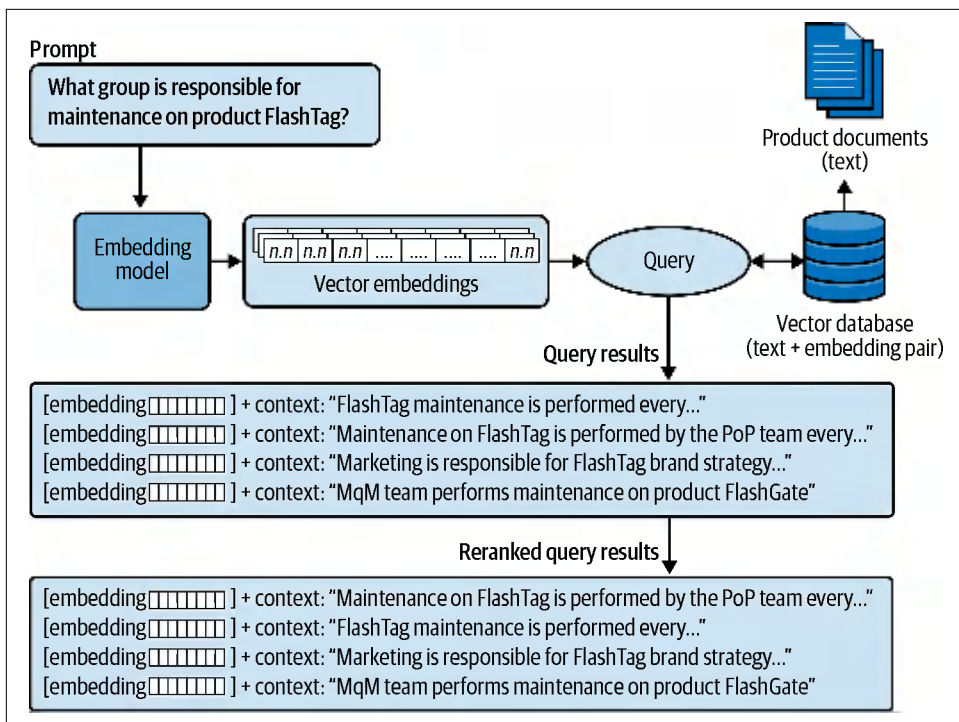 Prompt
What group is responsible for
maintenance on product FlashTag?
Product documents
(text)
Embedding
model
n.n n.n n.n .... .... .... .... n.n
Vector embeddings
Query
Vector database
(text + embedding pair)
Query results
[embedding ] + context: “FlashTag maintenance is performed every...”
[embedding ] + context: “Maintenance on FlashTag is performed by the PoP team every...”
[embedding ] + context: “Marketing is responsible for FlashTag brand strategy...”
[embedding ] + context: “MqM team performs maintenance on product FlashGate”
Reranked query results
[embedding ] + context: “Maintenance on FlashTag is performed by the PoP team every...”
[embedding ] + context: “FlashTag maintenance is performed every...”
[embedding ] + context: “Marketing is responsible for FlashTag brand strategy...”
[embedding ] + context: “MqM team performs maintenance on product FlashGate”